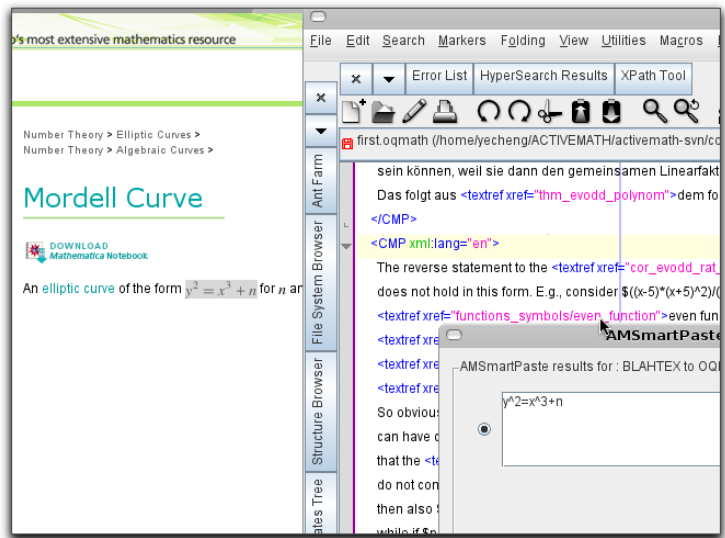 's most extensive mathematics resource
Number Theory > Elliptic Curves >
Number Theory > Algebraic Curves >
Mordell Curve
DOWNLOAD
Mathematica Notebook
An elliptic curve of the form y² = x³ + n for n an
File Edit Search Markers Folding View Utilities Macros
Error List HyperSearch Results XPath Tool
first.oqmath (/home/yecheng/ACTIVEMATH/activemath-svn/co
Ant Farm
File System Browser
Structure Browser
ates Tree
sein können, weil sie dann den gemeinsamen Linearfakt
Das folgt aus <textref xref="thm_evodd_polynom">dem fo
</CMP>
<CMP xml:lang="en">
The reverse statement to the <textref xref="cor_evodd_rat_
does not hold in this form. E.g., consider $((x-5)*(x+5)^2)/(
<textref xref="functions_symbols/even_function">even fun
<textref xre
<textref xre
<textref xre
So obvious
can have
that the <te
do not con
then also $
while if $n
AMSmartPaste
AMSmartPaste results for : BLAHTEX to OQ
y^2=x^3+n